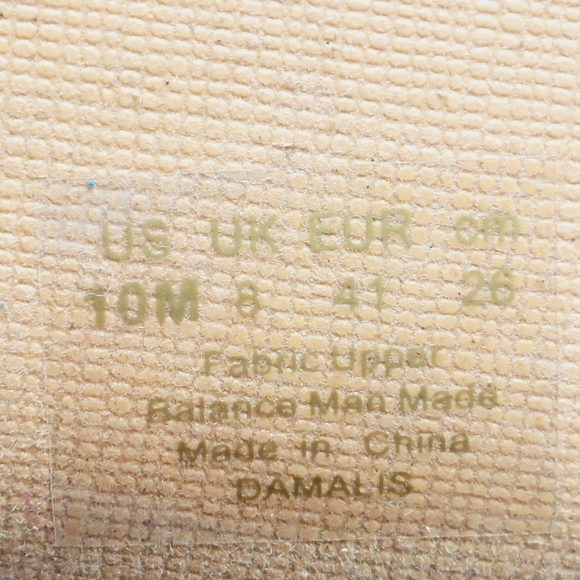 US UK EUR cm
10M 8 41 26
Fabric Upper
Balance Man Made
Made in China
DAMALIS